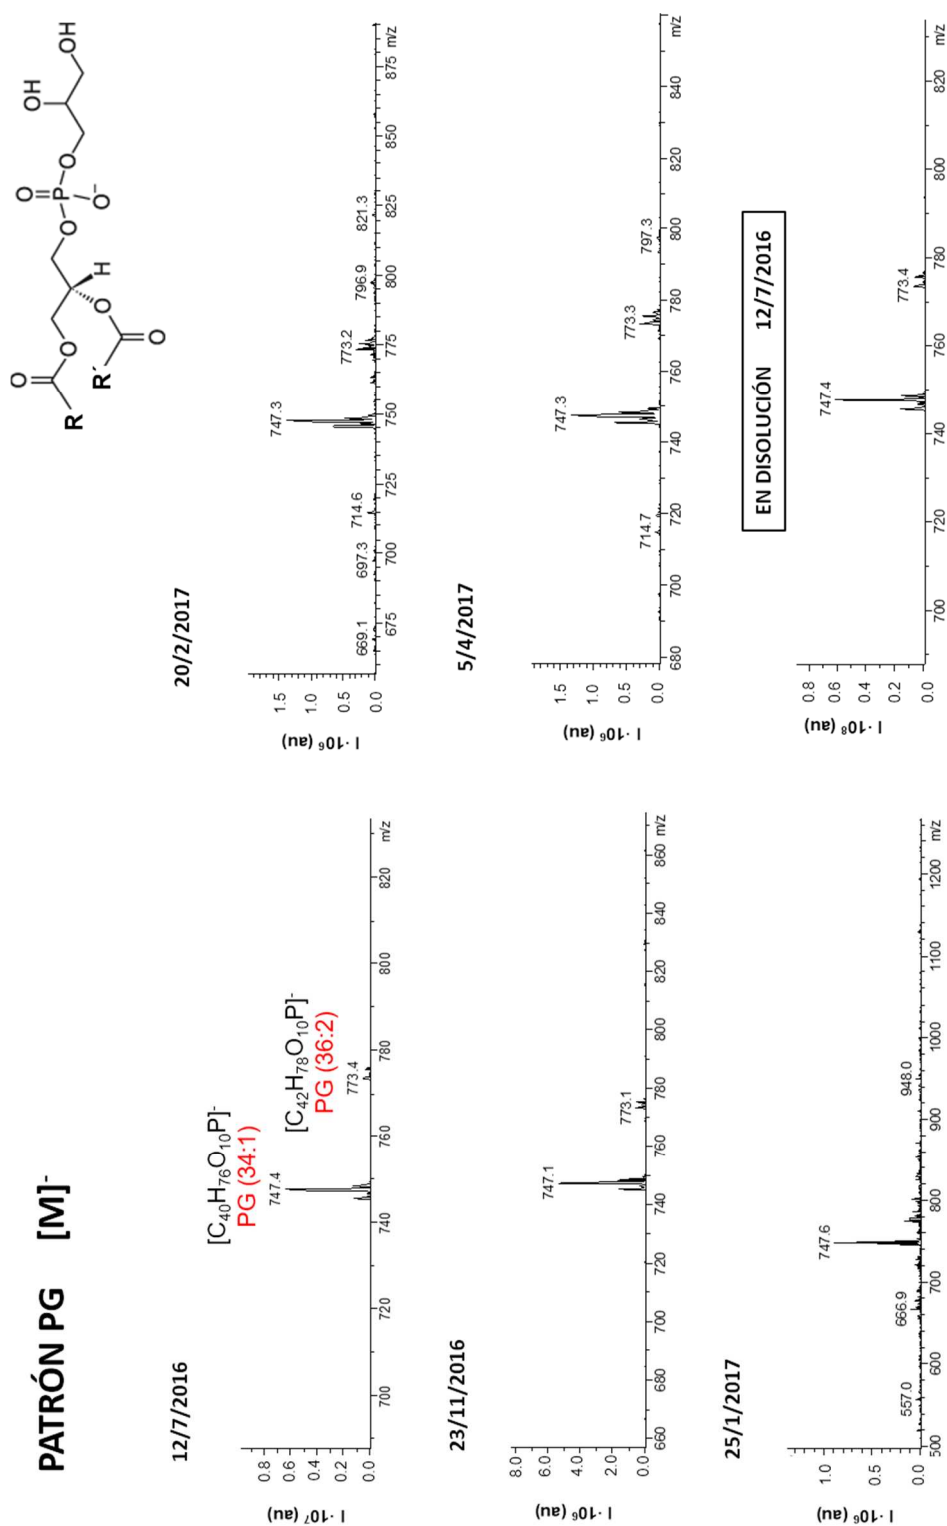 PATRÓN PG [M]-
12/7/2016
I ·10⁷ (au)
0.8
0.6
0.4
0.2
0.0
[C₄₀H₇₆O₁₀P]-
PG (34:1)
747.4
[C₄₂H₇₈O₁₀P]-
PG (36:2)
773.4
700 720 740 760 780 800 820 m/z
23/11/2016
I ·10⁶ (au)
8.0
6.0
4.0
2.0
0.0
747.1
773.1
660 680 700 720 740 760 780 800 820 840 860 m/z
25/1/2017
I ·10⁶ (au)
1.0
0.5
0.0
557.0
666.9
747.6
948.0
500 600 700 800 900 1000 1100 1200 m/z
R
O
O
R´
O
O
H
O
O
P
O-
O
OH
OH
20/2/2017
I ·10⁶ (au)
1.5
1.0
0.5
0.0
669.1
697.3
714.6
747.3
773.2
796.9
821.3
675 700 725 750 775 800 825 850 875 m/z
5/4/2017
I ·10⁶ (au)
1.5
1.0
0.5
0.0
714.7
747.3
773.3
797.3
680 700 720 740 760 780 800 820 840 m/z
EN DISOLUCIÓN 12/7/2016
I ·10⁸ (au)
0.8
0.6
0.4
0.2
0.0
747.4
773.4
700 720 740 760 780 800 820 m/z